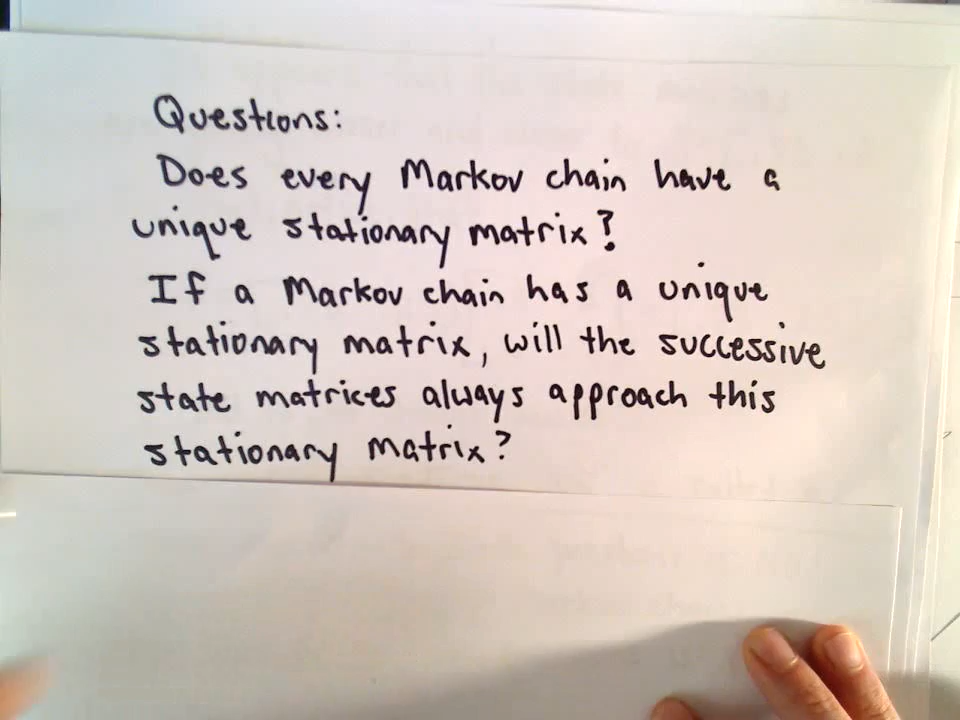 Questions:
Does every Markov chain have a
unique stationary matrix?
If a Markov chain has a unique
stationary matrix, will the successive
state matrices always approach this
stationary matrix?